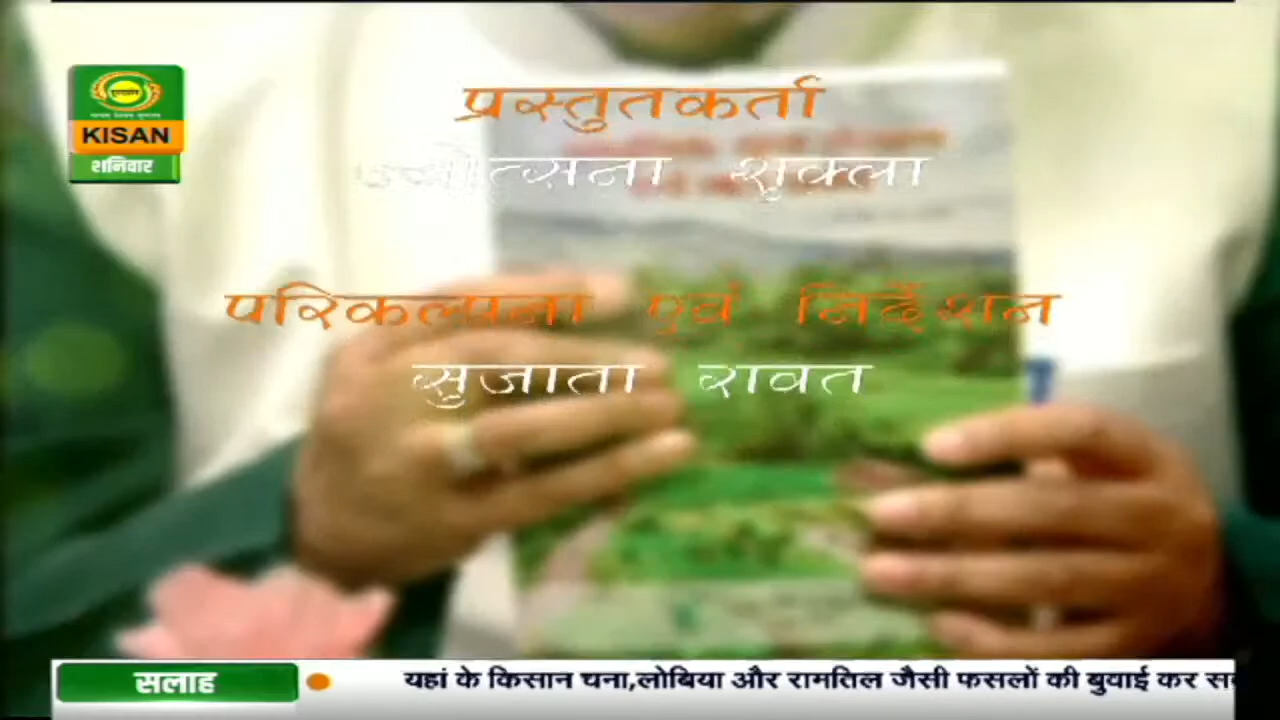 प्रस्तुतकर्ता
KISAN
शनिवार
ज्योत्सना शुक्ला
परिकल्पना एवं निर्देशन
सुजाता रावत
सलाह
यहां के किसान चना,लोबिया और रामतिल जैसी फसलों की बुवाई कर